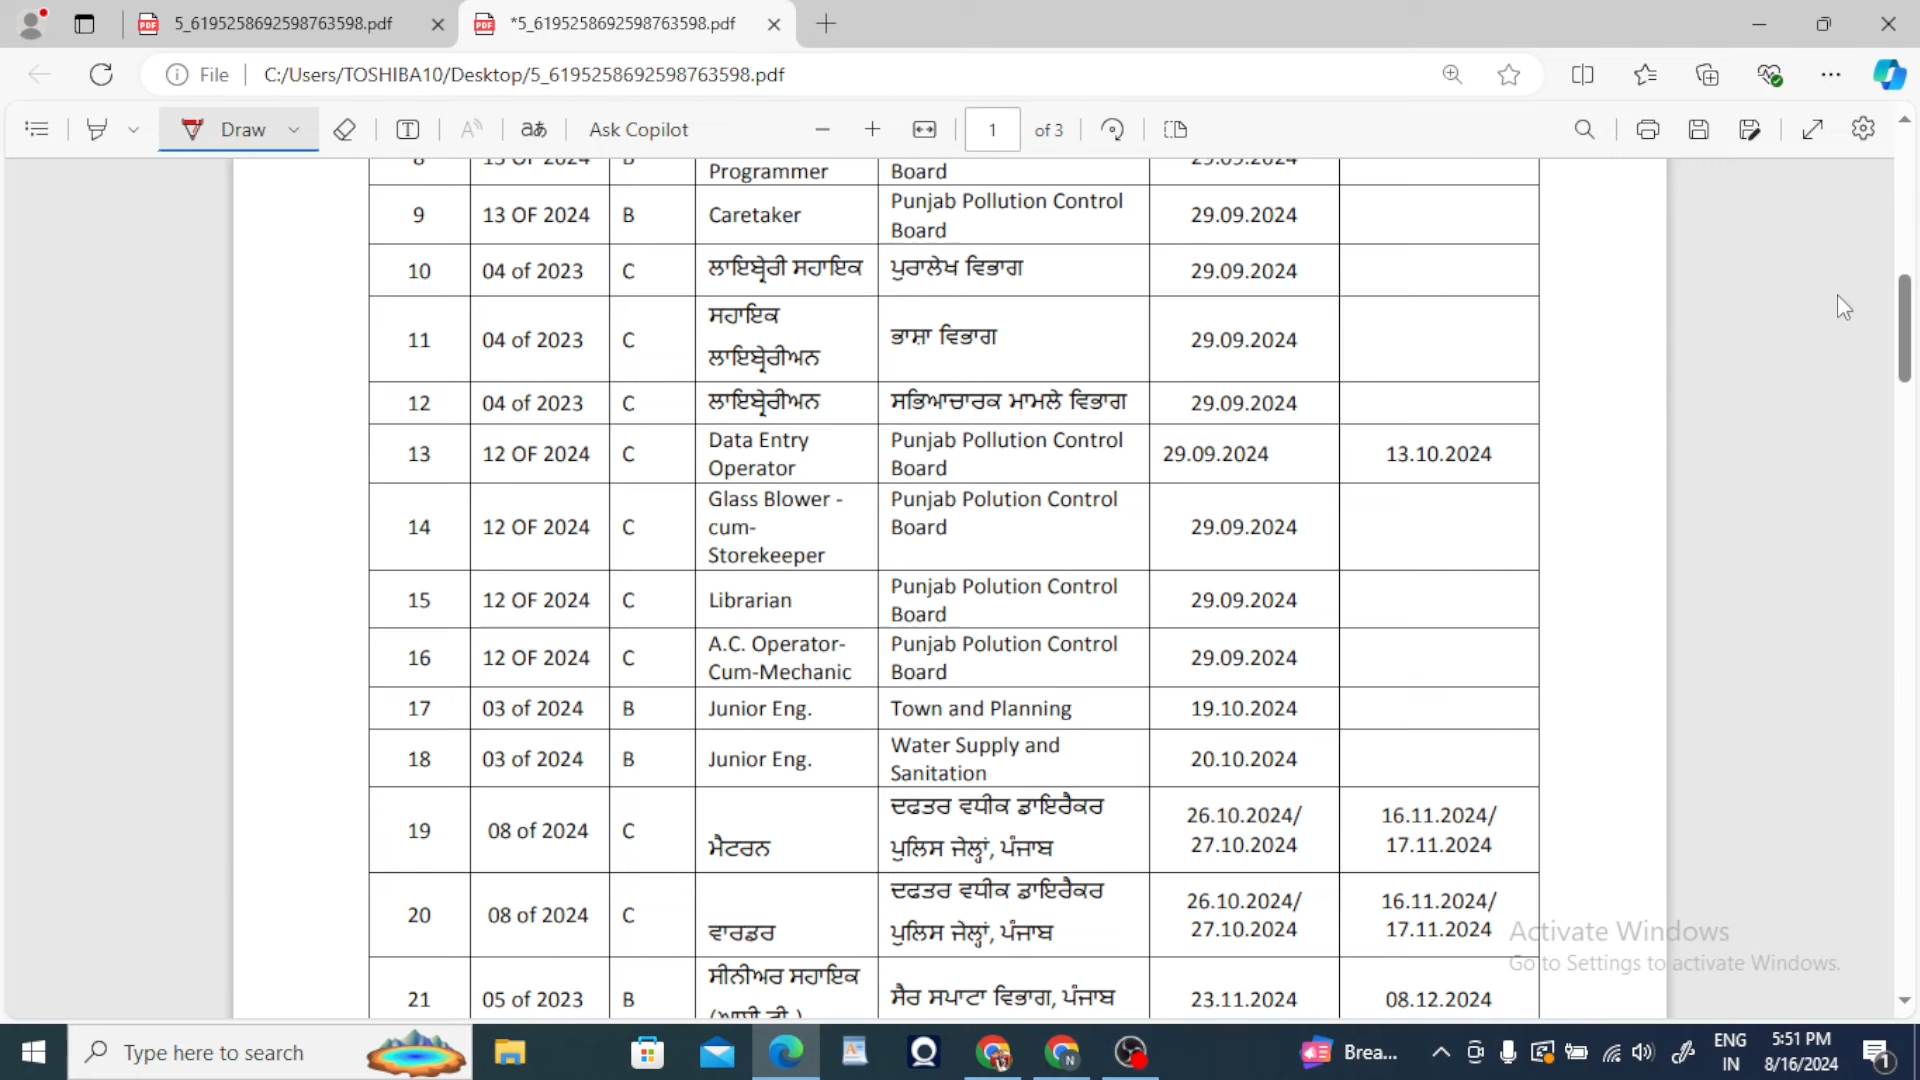 5_6195258692598763598.pdf
*5_6195258692598763598.pdf
File
C:/Users/TOSHIBA10/Desktop/5_6195258692598763598.pdf
Draw
Ask Copilot
1 of 3
8 13 OF 2024 B Programmer Board 29.09.2024
9 13 OF 2024 B Caretaker Punjab Pollution Control
Board 29.09.2024
10 04 of 2023 C ਲਾਇਬ੍ਰੇਰੀ ਸਹਾਇਕ ਪੁਰਾਲੇਖ ਵਿਭਾਗ 29.09.2024
11 04 of 2023 C ਸਹਾਇਕ
ਲਾਇਬ੍ਰੇਰੀਅਨ ਭਾਸ਼ਾ ਵਿਭਾਗ 29.09.2024
12 04 of 2023 C ਲਾਇਬ੍ਰੇਰੀਅਨ ਸਭਿਆਚਾਰਕ ਮਾਮਲੇ ਵਿਭਾਗ 29.09.2024
13 12 OF 2024 C Data Entry
Operator Punjab Pollution Control
Board 29.09.2024 13.10.2024
14 12 OF 2024 C Glass Blower -
cum-
Storekeeper Punjab Polution Control
Board 29.09.2024
15 12 OF 2024 C Librarian Punjab Polution Control
Board 29.09.2024
16 12 OF 2024 C A.C. Operator-
Cum-Mechanic Punjab Polution Control
Board 29.09.2024
17 03 of 2024 B Junior Eng. Town and Planning 19.10.2024
18 03 of 2024 B Junior Eng. Water Supply and
Sanitation 20.10.2024
19 08 of 2024 C ਮੈਟਰਨ ਦਫਤਰ ਵਧੀਕ ਡਾਇਰੈਕਰ
ਪੁਲਿਸ ਜੇਲ੍ਹਾਂ, ਪੰਜਾਬ 26.10.2024/
27.10.2024 16.11.2024/
17.11.2024
20 08 of 2024 C ਵਾਰਡਰ ਦਫਤਰ ਵਧੀਕ ਡਾਇਰੈਕਰ
ਪੁਲਿਸ ਜੇਲ੍ਹਾਂ, ਪੰਜਾਬ 26.10.2024/
27.10.2024 16.11.2024/
17.11.2024
21 05 of 2023 B ਸੀਨੀਅਰ ਸਹਾਇਕ
(ਆਈ.ਟੀ.) ਸੈਰ ਸਪਾਟਾ ਵਿਭਾਗ, ਪੰਜਾਬ 23.11.2024 08.12.2024
Activate Windows
Go to Settings to activate Windows.
Type here to search
Brea...
ENG
IN
5:51 PM
8/16/2024
1